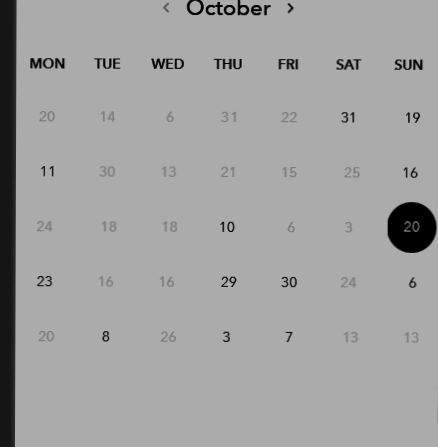 < October >
MON TUE WED THU FRI SAT SUN
20 14 6 31 22 31 19
11 30 13 21 15 25 16
24 18 18 10 6 3 20
23 16 16 29 30 24 6
20 8 26 3 7 13 13